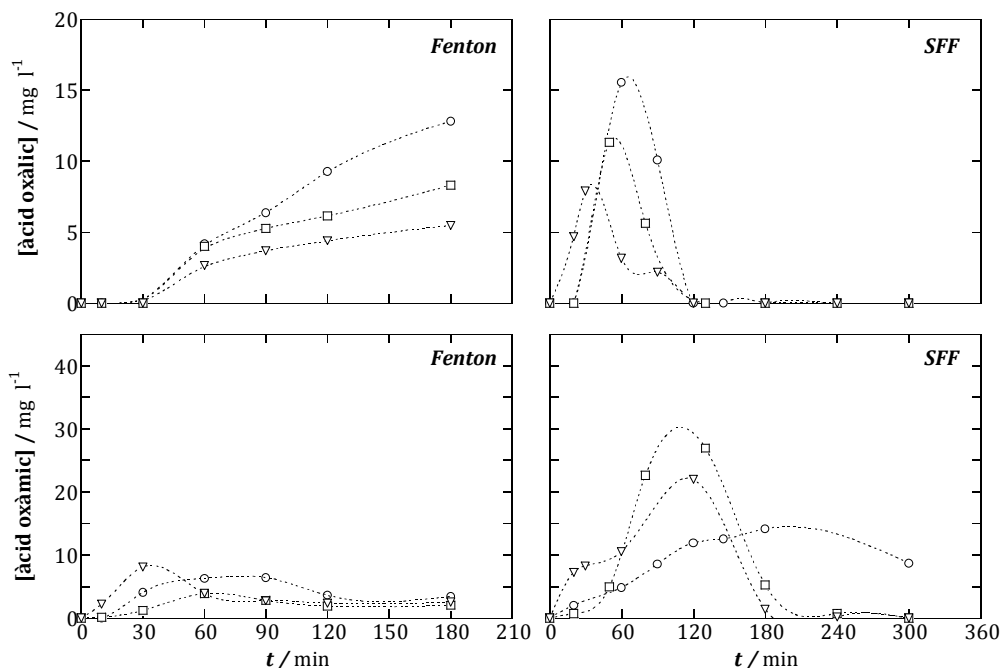 20
15
10
5
0
[àcid oxàlic] / mg l⁻¹
Fenton
SFF
45
30
20
10
0
[àcid oxàmic] / mg l⁻¹
Fenton
SFF
0 30 60 90 120 150 180 210
0 60 120 180 240 300 360
t / min
t / min